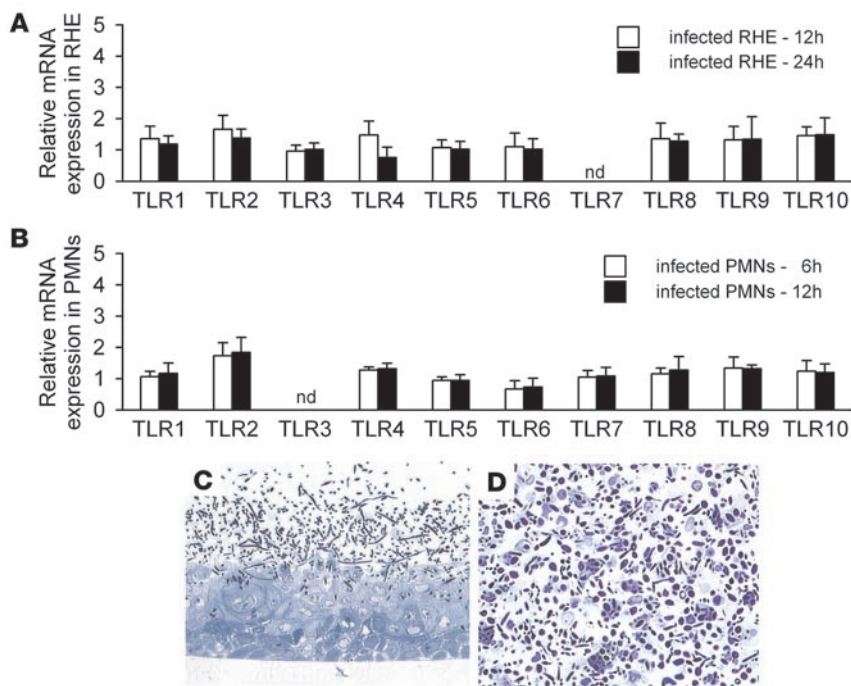 A
Relative mRNA
expression in RHE
5
4
3
2
1
0
infected RHE - 12h
infected RHE - 24h
nd
TLR1 TLR2 TLR3 TLR4 TLR5 TLR6 TLR7 TLR8 TLR9 TLR10
B
Relative mRNA
expression in PMNs
5
4
3
2
1
0
infected PMNs - 6h
infected PMNs - 12h
nd
TLR1 TLR2 TLR3 TLR4 TLR5 TLR6 TLR7 TLR8 TLR9 TLR10
C
D